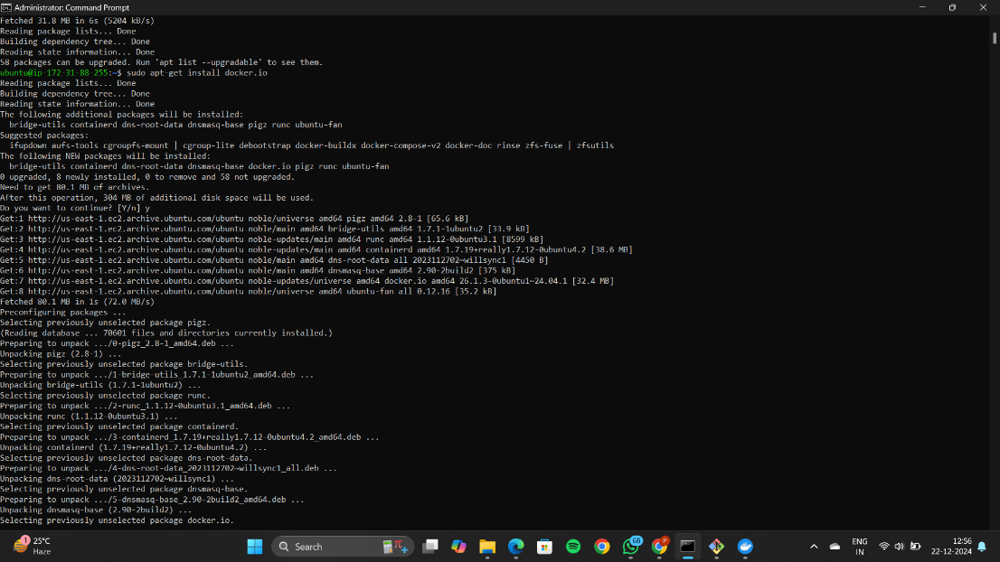 Administrator: Command Prompt
Fetched 31.8 MB in 6s (5204 kB/s)
Reading package lists... Done
Building dependency tree... Done
Reading state information... Done
58 packages can be upgraded. Run 'apt list --upgradable' to see them.
ubuntu@ip-172-31-88-255:~$ sudo apt-get install docker.io
Reading package lists... Done
Building dependency tree... Done
Reading state information... Done
The following additional packages will be installed:
  bridge-utils containerd dns-root-data dnsmasq-base pigz runc ubuntu-fan
Suggested packages:
  ifupdown aufs-tools cgroupfs-mount | cgroup-lite debootstrap docker-buildx docker-compose-v2 docker-doc rinse zfs-fuse | zfsutils
The following NEW packages will be installed:
  bridge-utils containerd dns-root-data dnsmasq-base docker.io pigz runc ubuntu-fan
0 upgraded, 8 newly installed, 0 to remove and 58 not upgraded.
Need to get 80.1 MB of archives.
After this operation, 304 MB of additional disk space will be used.
Do you want to continue? [Y/n] y
Get:1 http://us-east-1.ec2.archive.ubuntu.com/ubuntu noble/universe amd64 pigz amd64 2.8-1 [65.6 kB]
Get:2 http://us-east-1.ec2.archive.ubuntu.com/ubuntu noble/main amd64 bridge-utils amd64 1.7.1-1ubuntu2 [33.9 kB]
Get:3 http://us-east-1.ec2.archive.ubuntu.com/ubuntu noble-updates/main amd64 runc amd64 1.1.12-0ubuntu3.1 [8599 kB]
Get:4 http://us-east-1.ec2.archive.ubuntu.com/ubuntu noble-updates/main amd64 containerd amd64 1.7.19+really1.7.12-0ubuntu4.2 [38.6 MB]
Get:5 http://us-east-1.ec2.archive.ubuntu.com/ubuntu noble/main amd64 dns-root-data all 2023112702~willsync1 [4450 B]
Get:6 http://us-east-1.ec2.archive.ubuntu.com/ubuntu noble/main amd64 dnsmasq-base amd64 2.90-2build2 [375 kB]
Get:7 http://us-east-1.ec2.archive.ubuntu.com/ubuntu noble-updates/universe amd64 docker.io amd64 26.1.3-0ubuntu1~24.04.1 [32.4 MB]
Get:8 http://us-east-1.ec2.archive.ubuntu.com/ubuntu noble/universe amd64 ubuntu-fan all 0.12.16 [35.2 kB]
Fetched 80.1 MB in 1s (72.0 MB/s)
Preconfiguring packages ...
Selecting previously unselected package pigz.
(Reading database ... 70601 files and directories currently installed.)
Preparing to unpack .../0-pigz_2.8-1_amd64.deb ...
Unpacking pigz (2.8-1) ...
Selecting previously unselected package bridge-utils.
Preparing to unpack .../1-bridge-utils_1.7.1-1ubuntu2_amd64.deb ...
Unpacking bridge-utils (1.7.1-1ubuntu2) ...
Selecting previously unselected package runc.
Preparing to unpack .../2-runc_1.1.12-0ubuntu3.1_amd64.deb ...
Unpacking runc (1.1.12-0ubuntu3.1) ...
Selecting previously unselected package containerd.
Preparing to unpack .../3-containerd_1.7.19+really1.7.12-0ubuntu4.2_amd64.deb ...
Unpacking containerd (1.7.19+really1.7.12-0ubuntu4.2) ...
Selecting previously unselected package dns-root-data.
Preparing to unpack .../4-dns-root-data_2023112702~willsync1_all.deb ...
Unpacking dns-root-data (2023112702~willsync1) ...
Selecting previously unselected package dnsmasq-base.
Preparing to unpack .../5-dnsmasq-base_2.90-2build2_amd64.deb ...
Unpacking dnsmasq-base (2.90-2build2) ...
Selecting previously unselected package docker.io.
1
25°C
Haze
Search
68
P
ENG
IN
12:56
22-12-2024